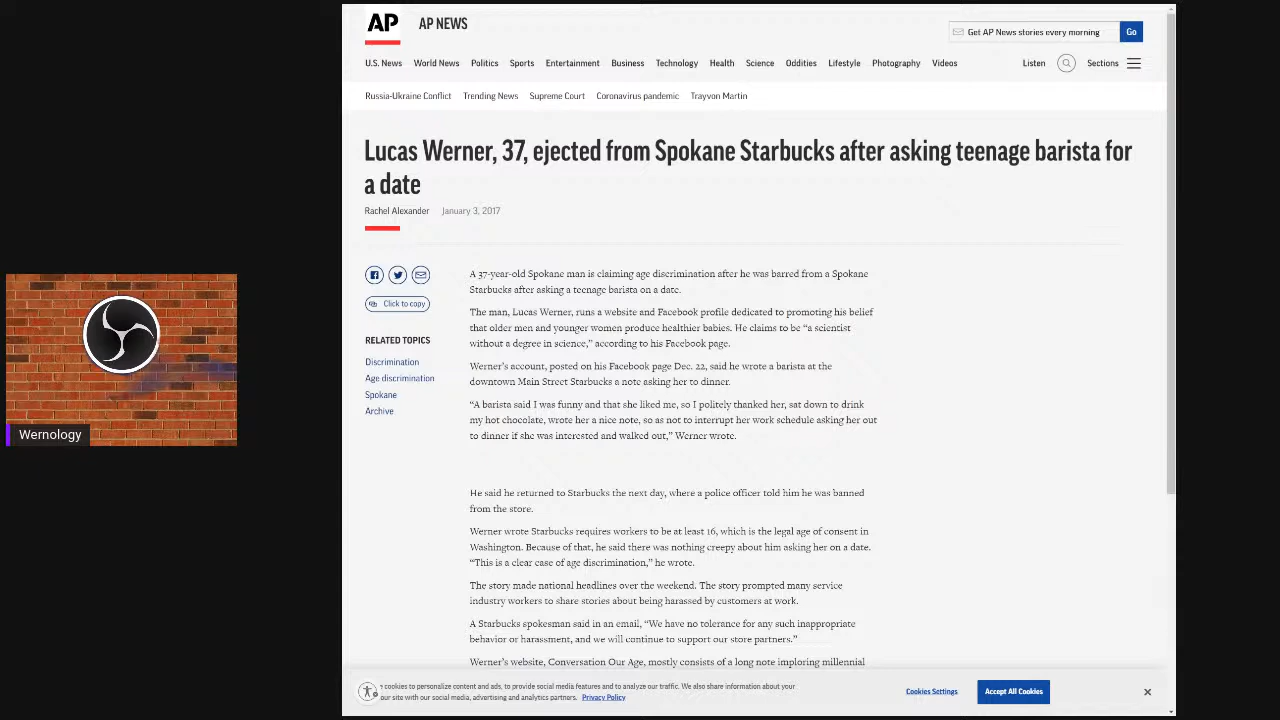 AP
AP NEWS
Get AP News stories every morning
Go
U.S. News World News Politics Sports Entertainment Business Technology Health Science Oddities Lifestyle Photography Videos Listen Sections
Russia-Ukraine Conflict Trending News Supreme Court Coronavirus pandemic Trayvon Martin
Lucas Werner, 37, ejected from Spokane Starbucks after asking teenage barista for
a date
Rachel Alexander January 3, 2017
Click to copy
RELATED TOPICS
Discrimination
Age discrimination
Spokane
Archive
A 37-year-old Spokane man is claiming age discrimination after he was barred from a Spokane
Starbucks after asking a teenage barista on a date.
The man, Lucas Werner, runs a website and Facebook profile dedicated to promoting his belief
that older men and younger women produce healthier babies. He claims to be “a scientist
without a degree in science,” according to his Facebook page.
Werner’s account, posted on his Facebook page Dec. 22, said he wrote a barista at the
downtown Main Street Starbucks a note asking her to dinner.
“A barista said I was funny and that she liked me, so I politely thanked her, sat down to drink
my hot chocolate, wrote her a nice note, so as not to interrupt her work schedule asking her out
to dinner if she was interested and walked out,” Werner wrote.
He said he returned to Starbucks the next day, where a police officer told him he was banned
from the store.
Werner wrote Starbucks requires workers to be at least 16, which is the legal age of consent in
Washington. Because of that, he said there was nothing creepy about him asking her on a date.
“This is a clear case of age discrimination,” he wrote.
The story made national headlines over the weekend. The story prompted many service
industry workers to share stories about being harassed by customers at work.
A Starbucks spokesman said in an email, “We have no tolerance for any such inappropriate
behavior or harassment, and we will continue to support our store partners.”
Werner’s website, Conversation Our Age, mostly consists of a long note imploring millennial
Wernology
e cookies to personalize content and ads, to provide social media features and to analyze our traffic. We also share information about your
our site with our social media, advertising and analytics partners. Privacy Policy
Cookies Settings
Accept All Cookies